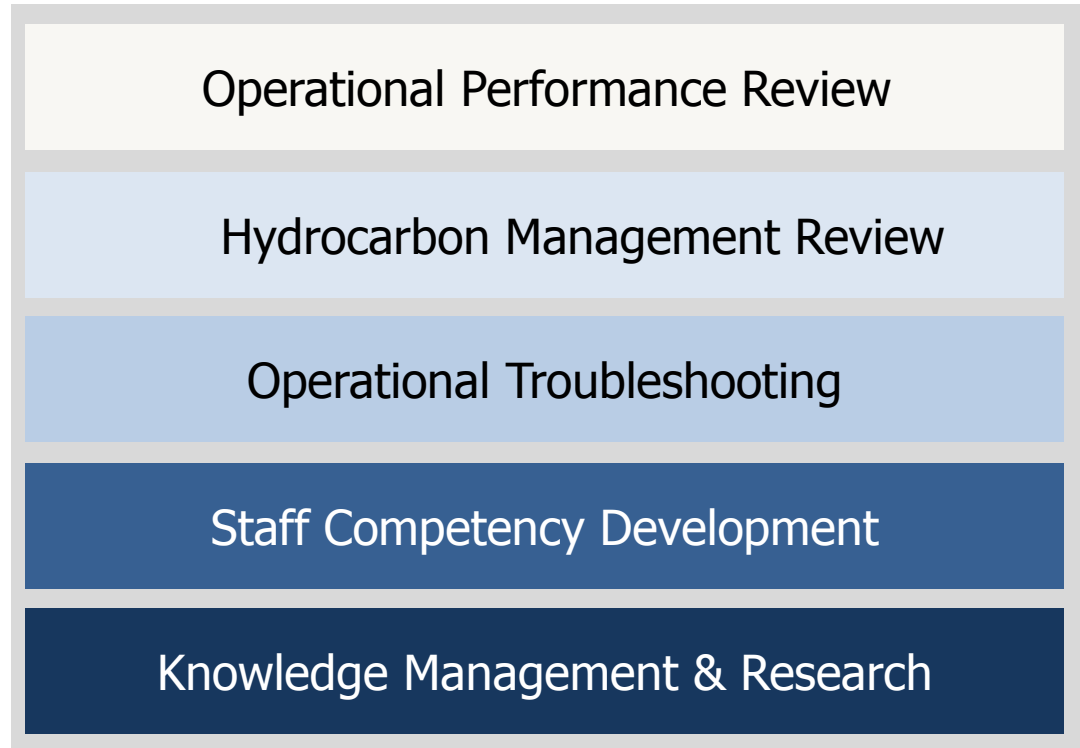 Operational Performance Review
Hydrocarbon Management Review
Operational Troubleshooting
Staff Competency Development
Knowledge Management & Research